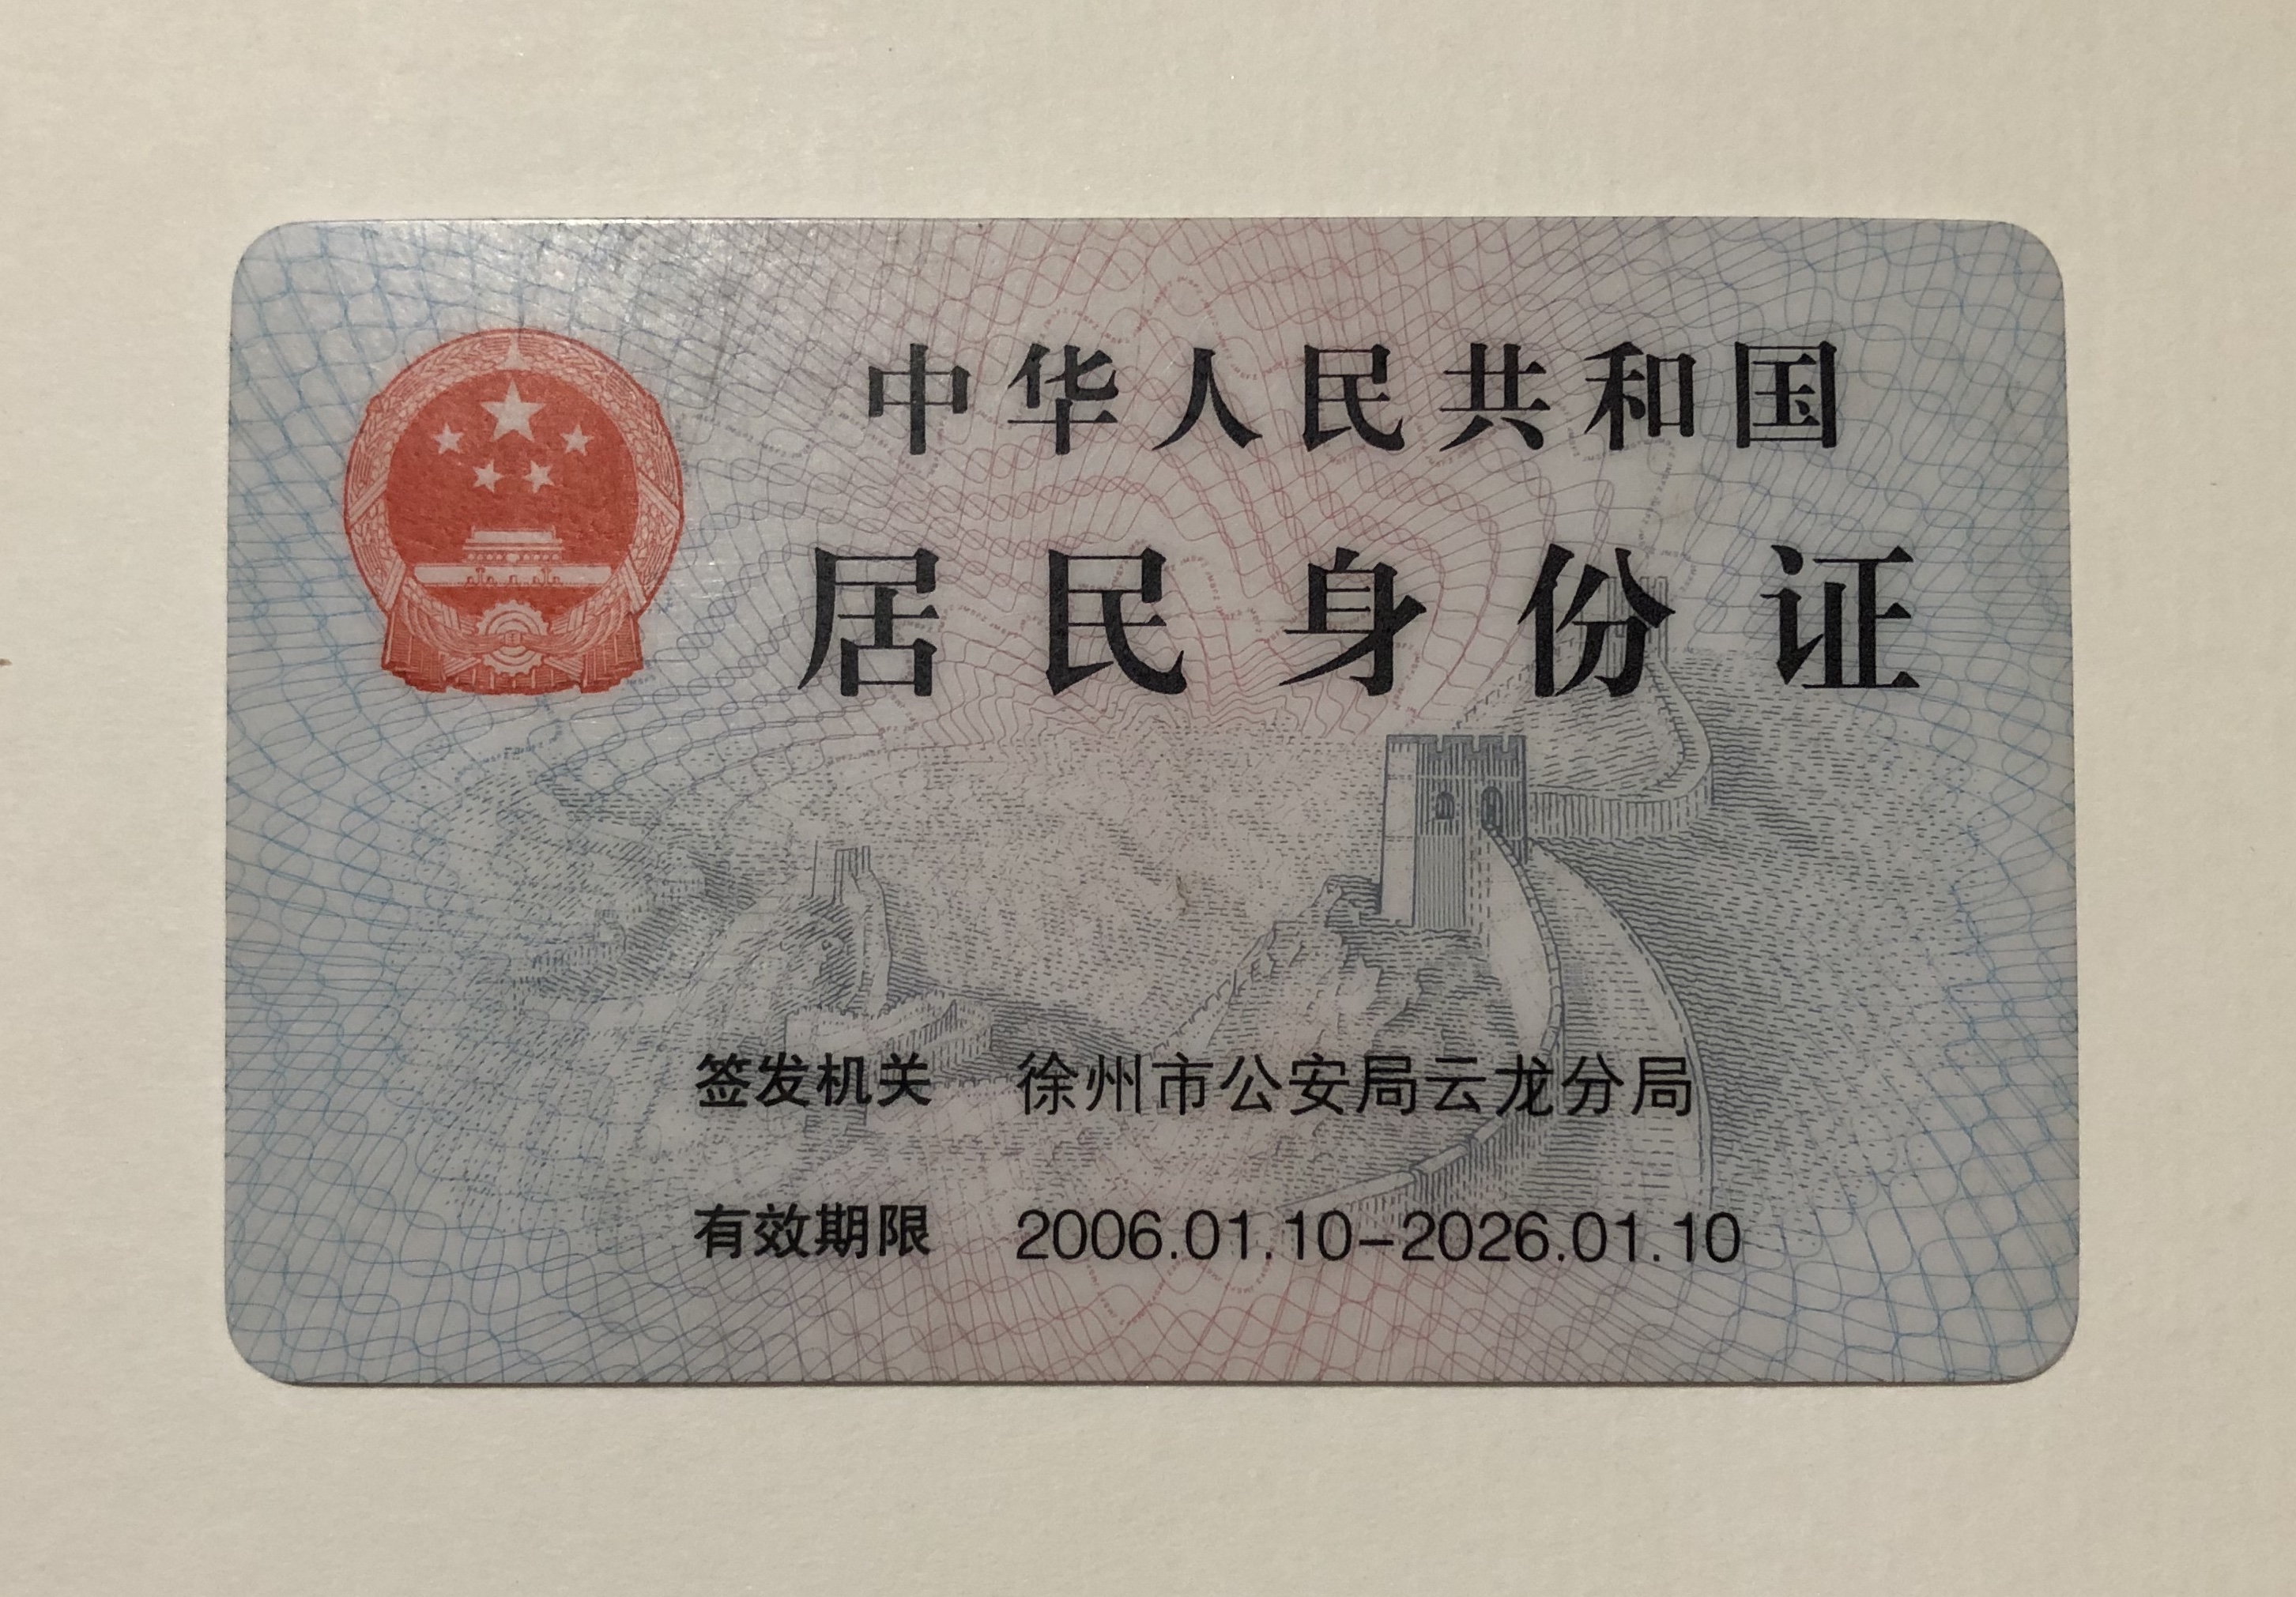 中华人民共和国
居民身份证
签发机关 徐州市公安局云龙分局
有效期限 2006.01.10-2026.01.10